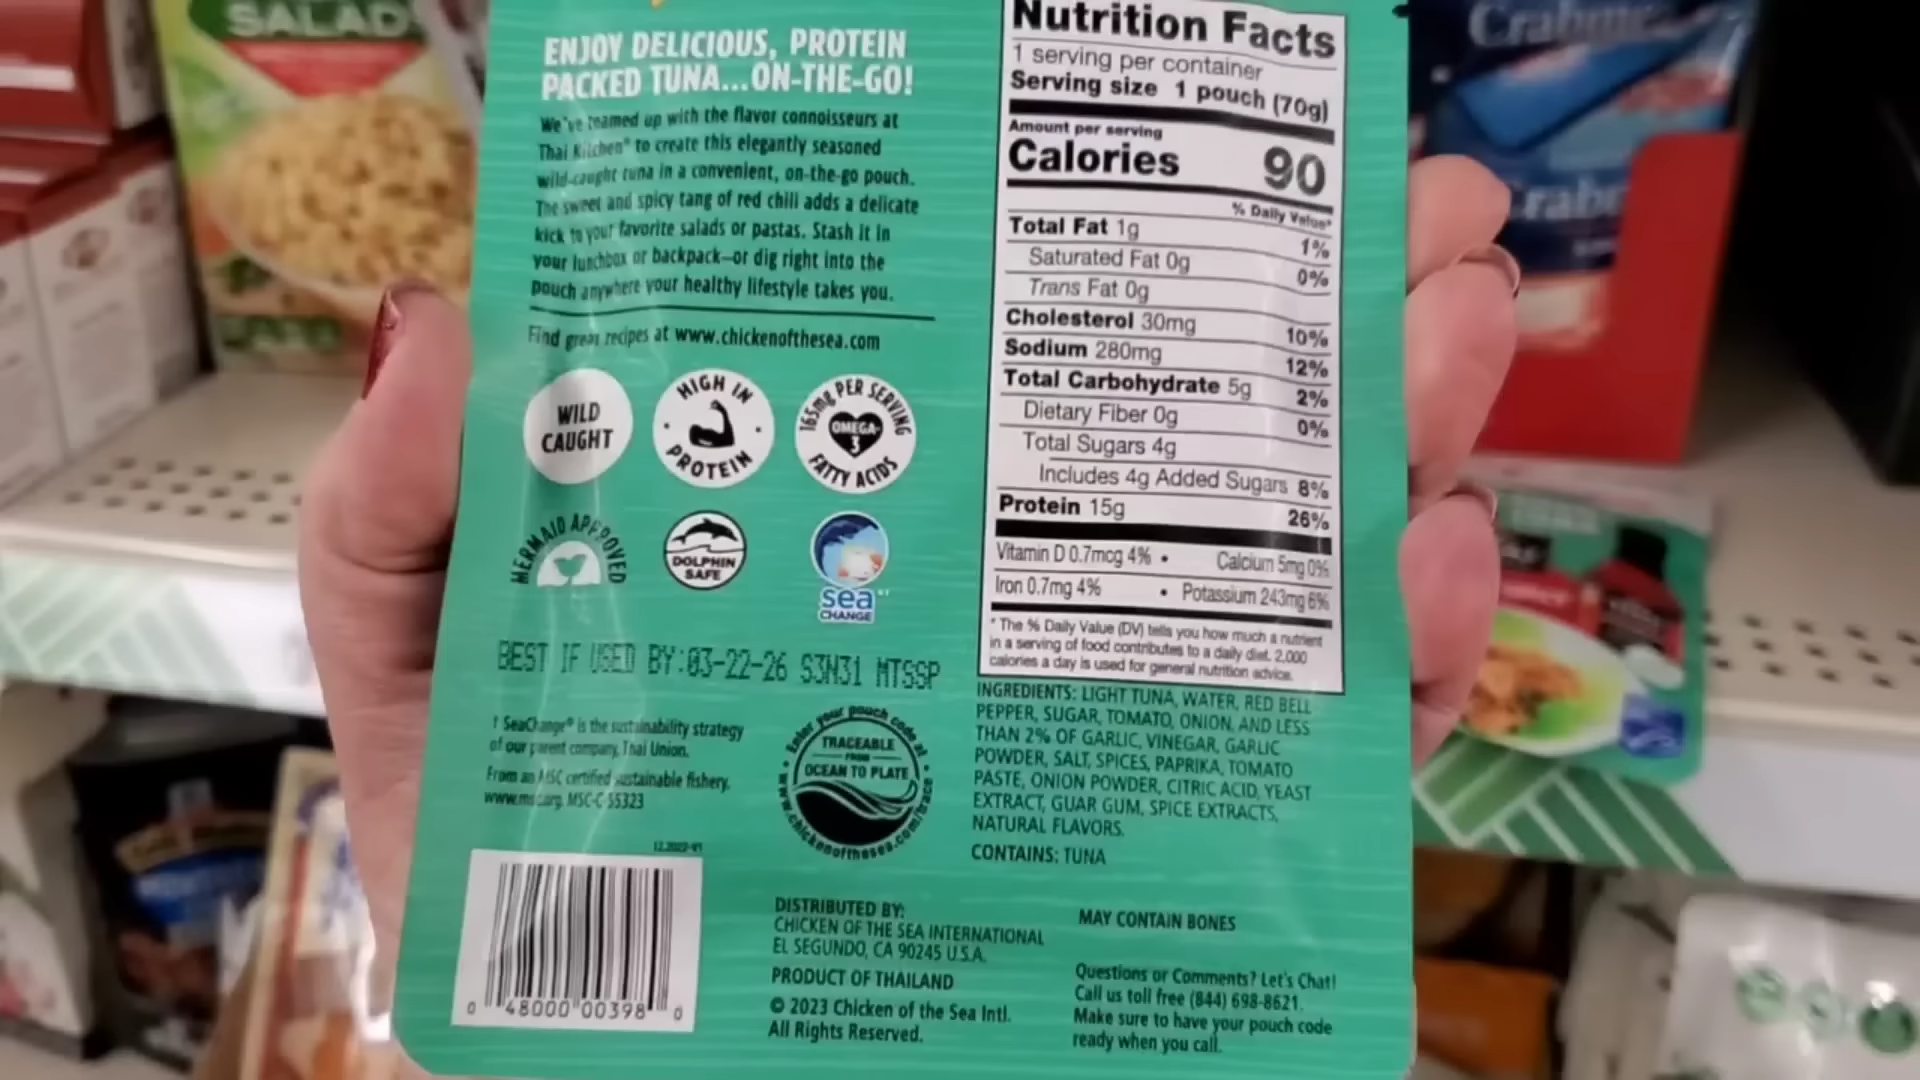 SALAD
ENJOY DELICIOUS, PROTEIN
PACKED TUNA...ON-THE-GO!
We've teamed up with the flavor connoisseurs at
Thai Kitchen® to create this elegantly seasoned
wild-caught tuna in a convenient, on-the-go pouch.
The sweet and spicy tang of red chili adds a delicate
kick to your favorite salads or pastas. Stash it in
your lunchbox or backpack—or dig right into the
pouch anywhere your healthy lifestyle takes you.
Find great recipes at www.chickenofthesea.com
WILD
CAUGHT
HIGH IN
PROTEIN
165mg PER SERVING
OMEGA-
3
FATTY ACIDS
MERMAID APPROVED
DOLPHIN
SAFE
sea
CHANGE
BEST IF USED BY:03-22-26 S3N31 MTSSP
† SeaChange® is the sustainability strategy
of our parent company, Thai Union.
From an MSC certified sustainable fishery.
www.msc.org MSC-C-55323
Enter your pouch code at
TRACEABLE
FROM
OCEAN TO PLATE
www.chickenofthesea.com/trace
12.2022-V1
0 48000 00398 0
DISTRIBUTED BY:
CHICKEN OF THE SEA INTERNATIONAL
EL SEGUNDO, CA 90245 U.S.A.
PRODUCT OF THAILAND
© 2023 Chicken of the Sea Intl.
All Rights Reserved.
Nutrition Facts
1 serving per container
Serving size 1 pouch (70g)
Amount per serving
Calories 90
% Daily Value*
Total Fat 1g 1%
Saturated Fat 0g 0%
Trans Fat 0g
Cholesterol 30mg 10%
Sodium 280mg 12%
Total Carbohydrate 5g 2%
Dietary Fiber 0g 0%
Total Sugars 4g
Includes 4g Added Sugars 8%
Protein 15g 26%
Vitamin D 0.7mcg 4% • Calcium 5mg 0%
Iron 0.7mg 4% • Potassium 243mg 6%
* The % Daily Value (DV) tells you how much a nutrient
in a serving of food contributes to a daily diet. 2,000
calories a day is used for general nutrition advice.
INGREDIENTS: LIGHT TUNA, WATER, RED BELL
PEPPER, SUGAR, TOMATO, ONION, AND LESS
THAN 2% OF GARLIC, VINEGAR, GARLIC
POWDER, SALT, SPICES, PAPRIKA, TOMATO
PASTE, ONION POWDER, CITRIC ACID, YEAST
EXTRACT, GUAR GUM, SPICE EXTRACTS,
NATURAL FLAVORS.
CONTAINS: TUNA
MAY CONTAIN BONES
Questions or Comments? Let's Chat!
Call us toll free (844) 698-8621.
Make sure to have your pouch code
ready when you call.